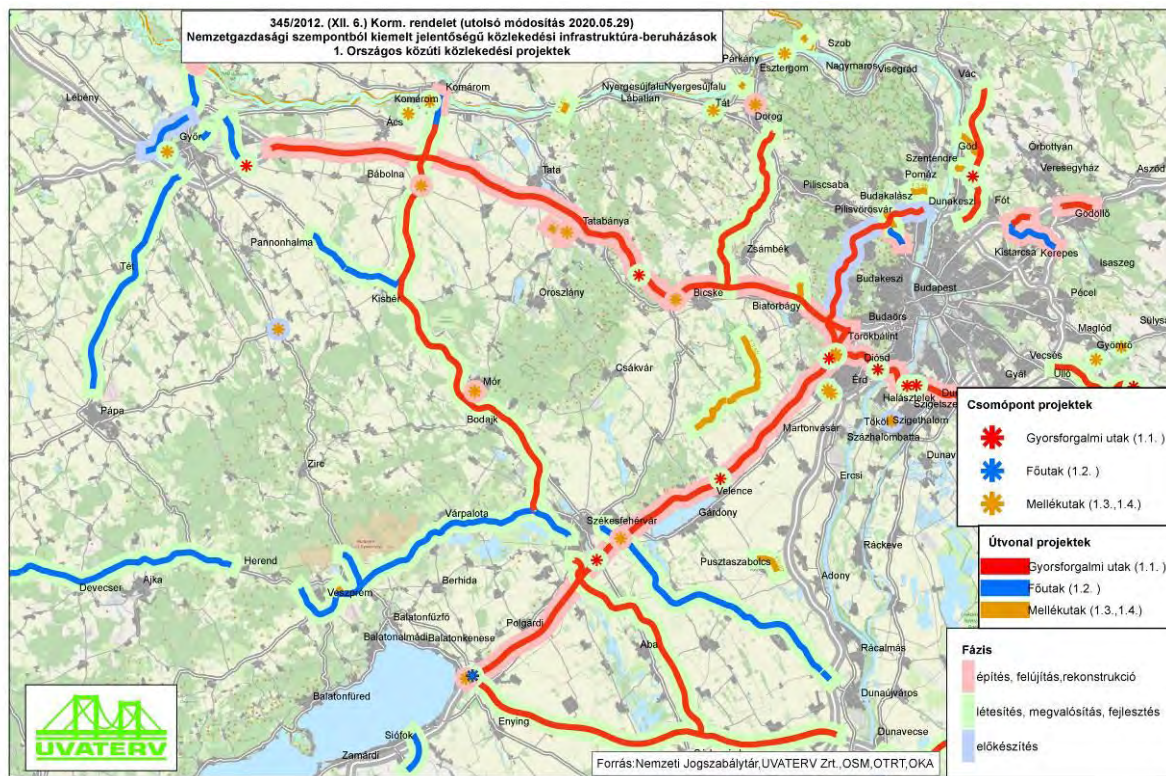 345/2012. (XII. 6.) Korm. rendelet (utolsó módosítás 2020.05.29)
Nemzetgazdasági szempontból kiemelt jelentőségű közlekedési infrastruktúra-beruházások
1. Országos közúti közlekedési projektek
Szob
Párkány
Esztergom
Nagymaros
Visegrád
Vác
Lébény
Komárom
Komárom
Nyergesújfalu
Nyergesújfalu
Lábatlan
Tát
Ács
Dorog
Győr
Göd
Őrbottyán
Szentendre
Veresegyház
Aszód
Bábolna
Tata
Pomáz
Piliscsaba
Budakalász
Dunakeszi
Fót
Pilisvörösvár
Gödöllő
Tatabánya
Pannonhalma
Zsámbék
Kistarcsa
Kerepes
Isaszeg
Tét
Budakeszi
Kisbér
Oroszlány
Bicske
Biatorbágy
Budapest
Pécel
Budaörs
Törökbálint
Maglód
Gyömrő
Vecsés
Diósd
Csákvár
Érd
Gyál
Üllő
Mór
Halásztelek
Pápa
Bodajk
Martonvásár
Tököl
Szigethalom
Százhalombatta
Zirc
Ercsi
Velence
Várpalota
Székesfehérvár
Gárdony
Ráckeve
Herend
Pusztaszabolcs
Devecser
Ajka
Berhida
Adony
Veszprém
Balatonfűzfő
Polgárdi
Balatonalmádi
Balatonkenese
Aba
Rácalmás
Balatonfüred
Dunaújváros
Enying
Siófok
Dunavecse
Zamárdi
Csomópont projektek
Gyorsforgalmi utak (1.1.)
Főutak (1.2. )
Mellékutak (1.3.,1.4.)
Útvonal projektek
Gyorsforgalmi utak (1.1.)
Főutak (1.2. )
Mellékutak (1.3.,1.4.)
Fázis
építés, felújítás,rekonstrukció
létesítés, megvalósítás, fejlesztés
előkészítés
UVATERV
Forrás:Nemzeti Jogszabálytár,UVATERV Zrt.,OSM,OTRT,OKA